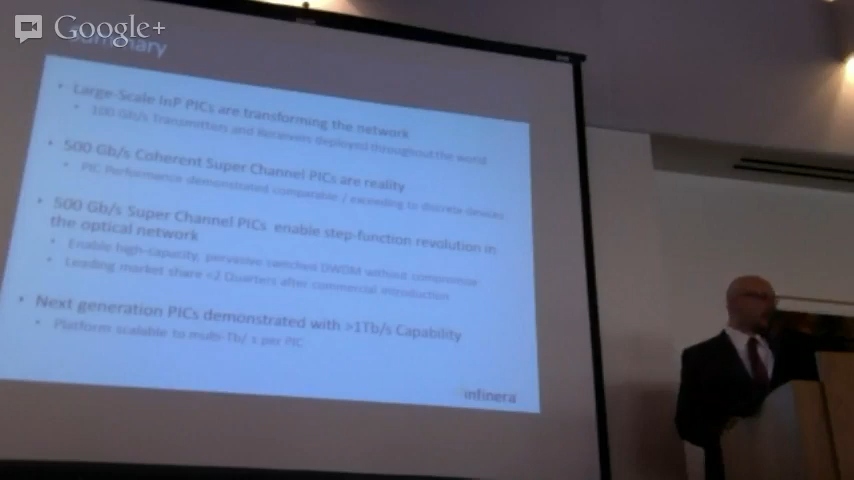 Google+
Summary
• Large-Scale InP PICs are transforming the network
• 100 Gb/s Transmitters and Receivers deployed throughout the world
• 500 Gb/s Coherent Super Channel PICs are reality
• PIC Performance demonstrated comparable / exceeding to discrete devices
• 500 Gb/s Super Channel PICs enable step-function revolution in
the optical network
• Enable high-capacity, pervasive switched DWDM without compromise
• Leading market share <2 Quarters after commercial introduction
• Next generation PICs demonstrated with >1Tb/s Capability
• Platform scalable to multi-Tb/s per PIC
infinera